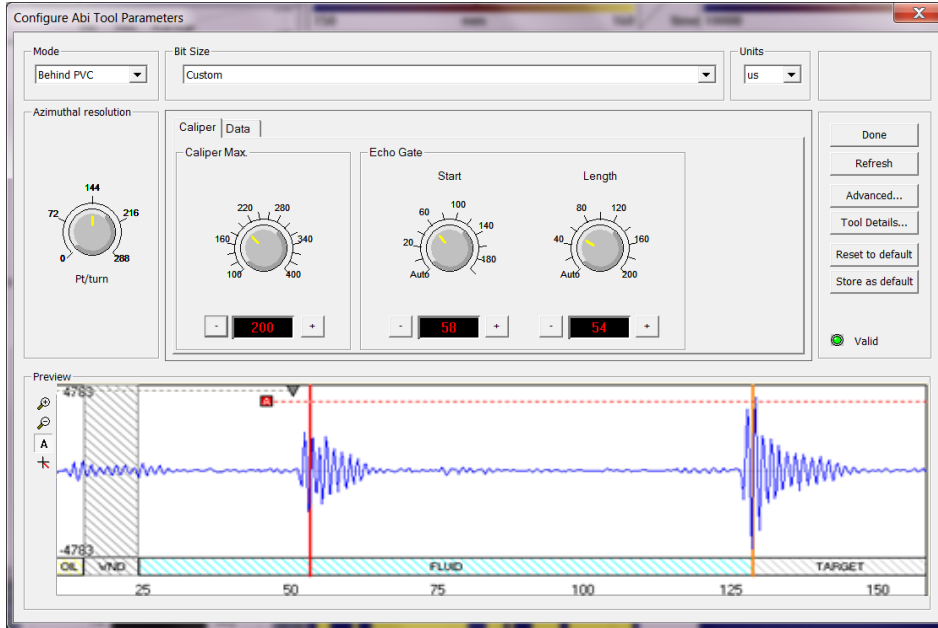 Configure Abi Tool Parameters
Mode
Behind PVC
Bit Size
Custom
Units
us
Azimuthal resolution
144
72 216
0 288
Pt/turn
Caliper Data
Caliper Max.
220 280
160 340
100 400
- 200 +
Echo Gate
Start
100
60 140
20 180
Auto
- 58 +
Length
80 120
40 160
Auto 200
- 54 +
Done
Refresh
Advanced...
Tool Details...
Reset to default
Store as default
Valid
Preview
A
4783
A
-4783
OIL WND FLUID TARGET
25 50 75 100 125 150